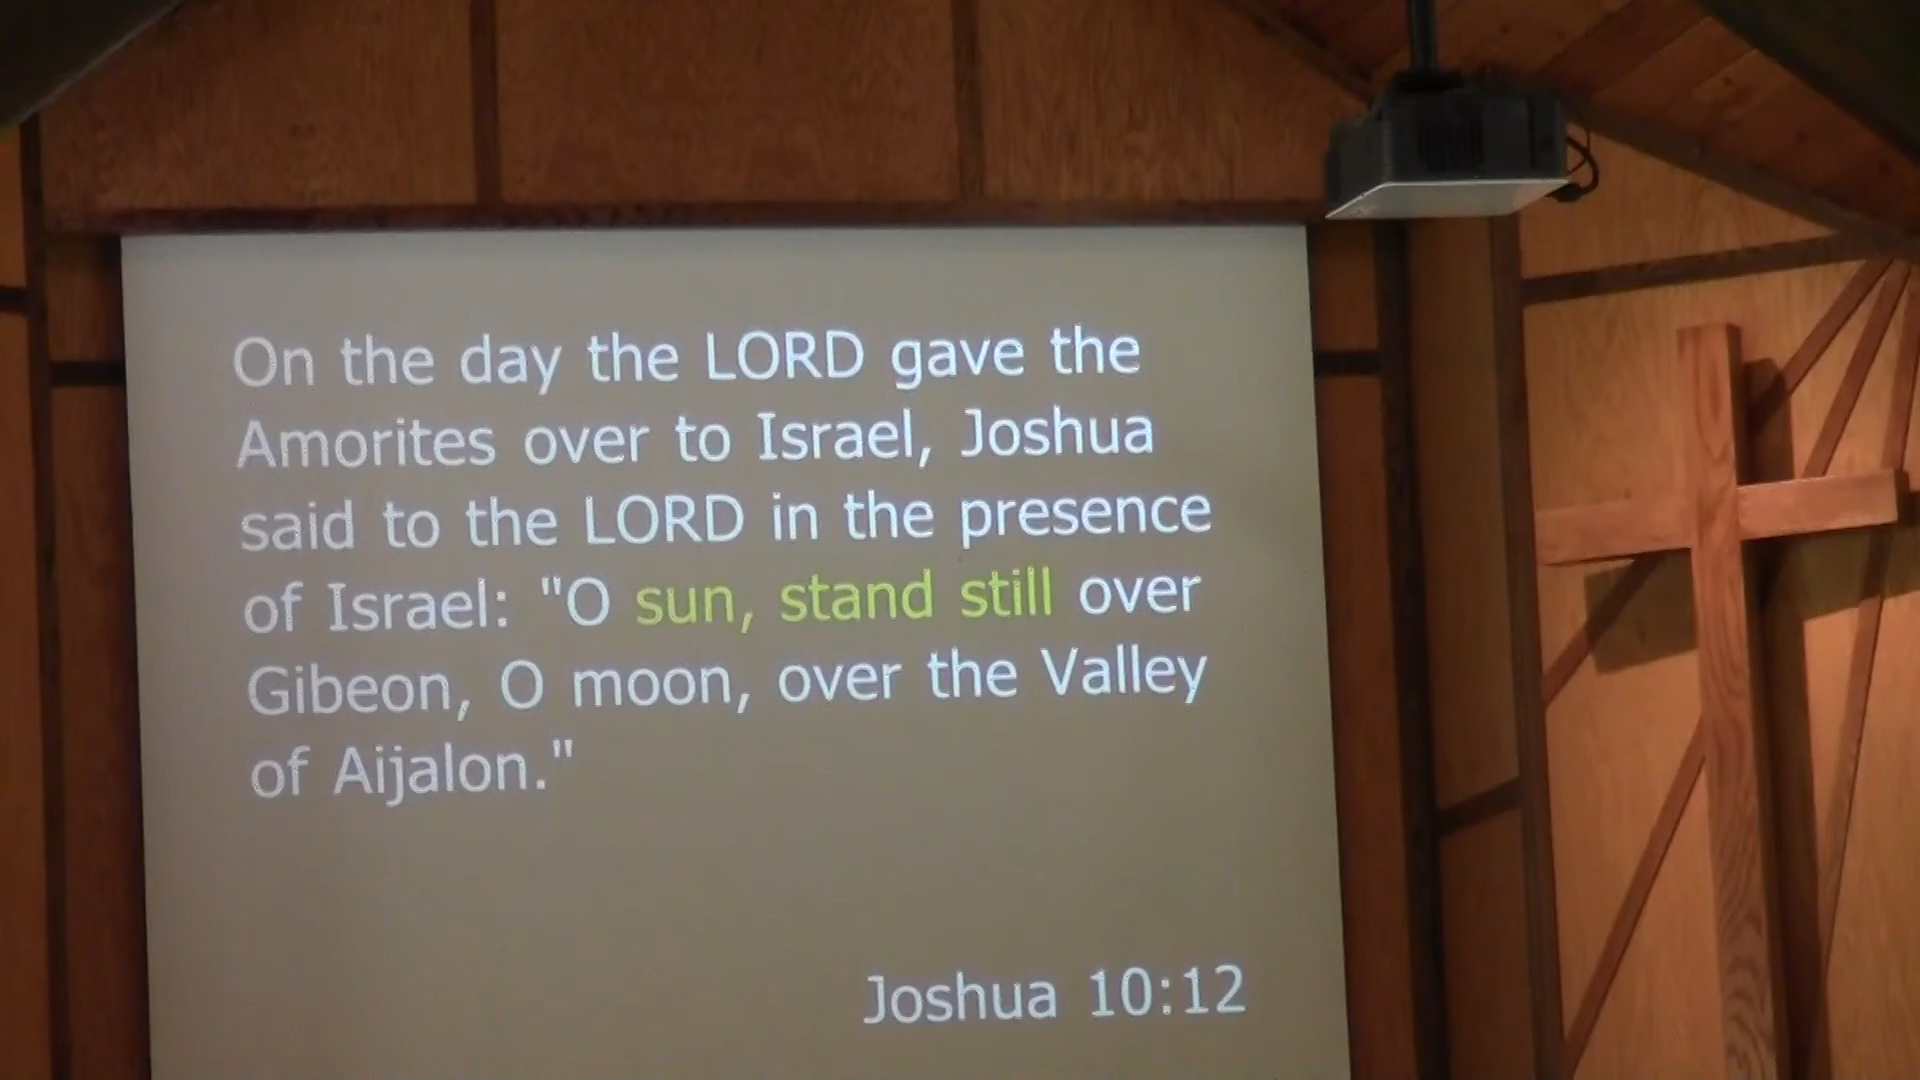 On the day the LORD gave the
Amorites over to Israel, Joshua
said to the LORD in the presence
of Israel: "O sun, stand still over
Gibeon, O moon, over the Valley
of Aijalon."
Joshua 10:12